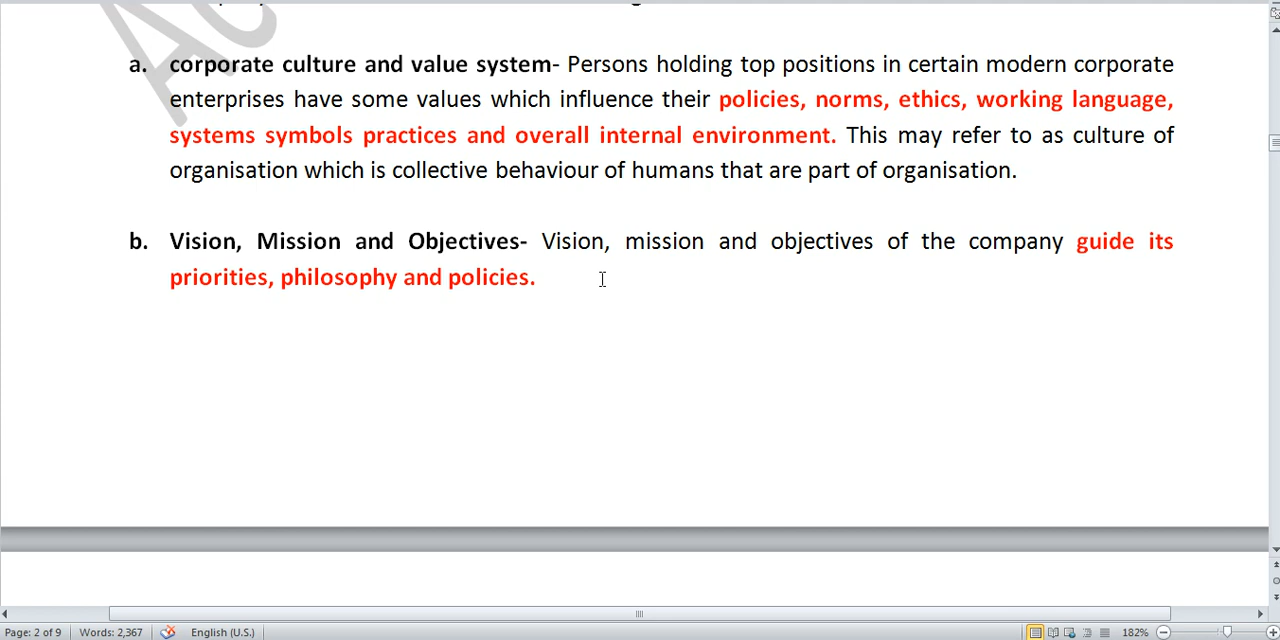 a. corporate culture and value system- Persons holding top positions in certain modern corporate
enterprises have some values which influence their policies, norms, ethics, working language,
systems symbols practices and overall internal environment. This may refer to as culture of
organisation which is collective behaviour of humans that are part of organisation.
b. Vision, Mission and Objectives- Vision, mission and objectives of the company guide its
priorities, philosophy and policies.
Page: 2 of 9 Words: 2,367 English (U.S.) 182%